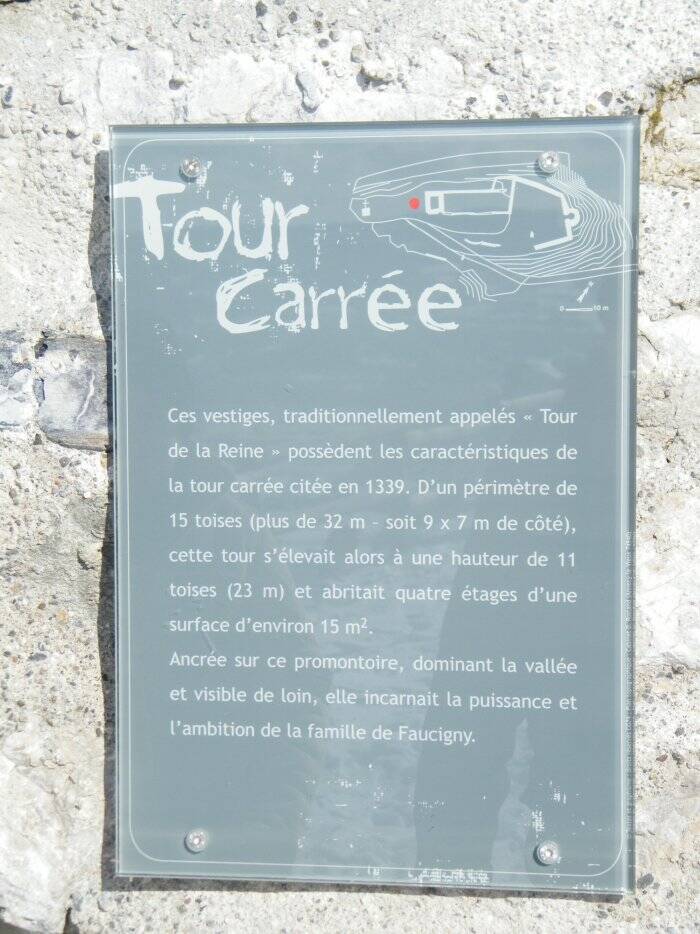 Tour
Carrée
0 10 m
Ces vestiges, traditionnellement appelés « Tour
de la Reine » possèdent les caractéristiques de
la tour carrée citée en 1339. D'un périmètre de
15 toises (plus de 32 m - soit 9 x 7 m de côté),
cette tour s'élevait alors à une hauteur de 11
toises (23 m) et abritait quatre étages d'une
surface d'environ 15 m².
Ancrée sur ce promontoire, dominant la vallée
et visible de loin, elle incarnait la puissance et
l'ambition de la famille de Faucigny.